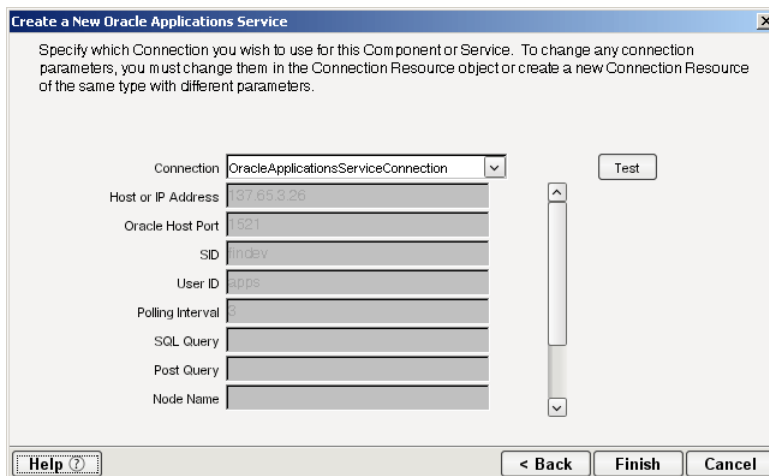 Create a New Oracle Applications Service
Specify which Connection you wish to use for this Component or Service. To change any connection
parameters, you must change them in the Connection Resource object or create a new Connection Resource
of the same type with different parameters.
Connection OracleApplicationsServiceConnection Test
Host or IP Address 137.65.3.26
Oracle Host Port 1521
SID findev
User ID apps
Polling Interval 3
SQL Query
Post Query
Node Name
Help ? < Back Finish Cancel